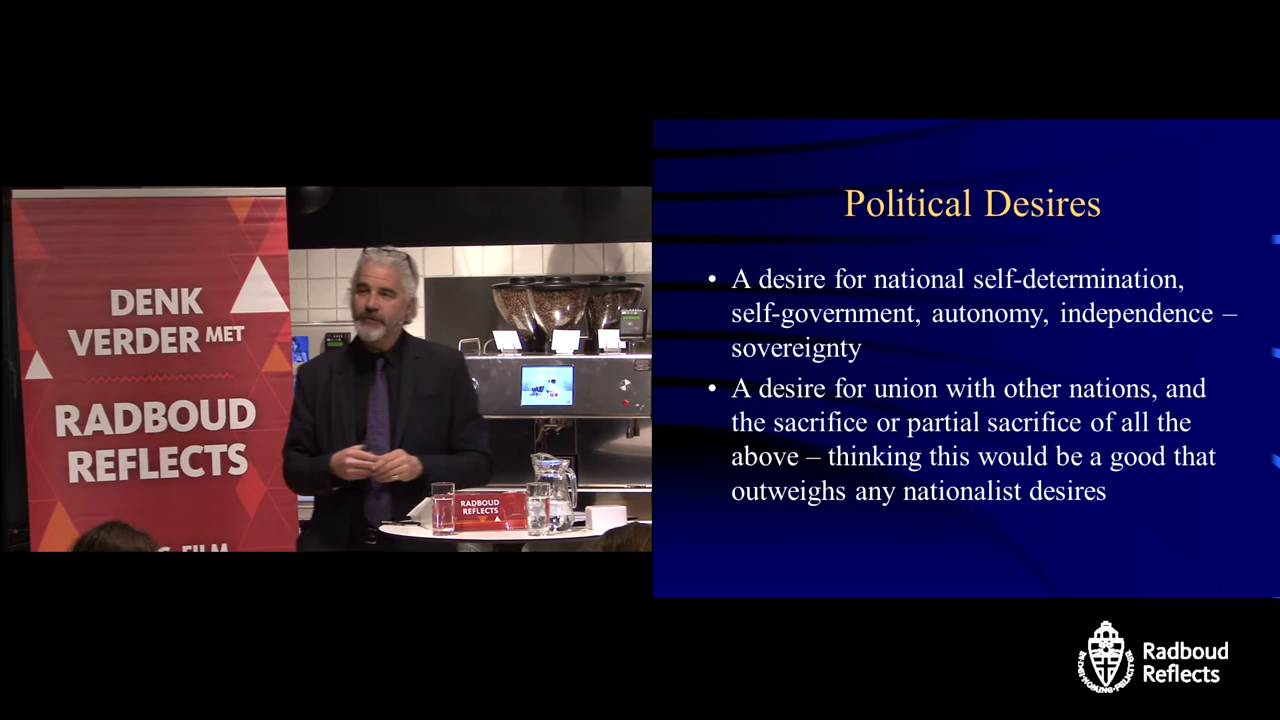 DENK
VERDER MET
RADBOUD
REFLECTS
FILM
RADBOUD
REFLECTS
Political Desires
• A desire for national self-determination,
self-government, autonomy, independence –
sovereignty
• A desire for union with other nations, and
the sacrifice or partial sacrifice of all the
above – thinking this would be a good that
outweighs any nationalist desires
Radboud
Reflects